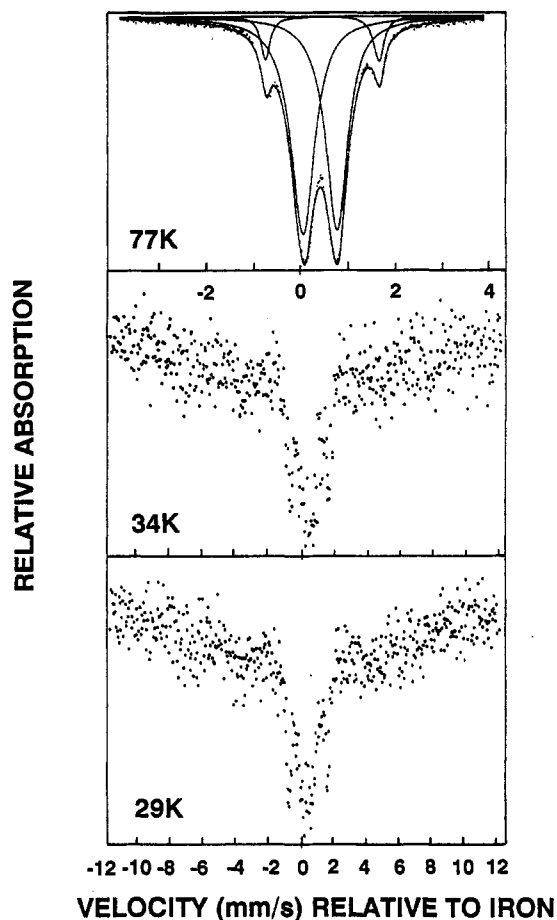 77K
-2 0 2 4
34K
29K
-12 -10 -8 -6 -4 -2 0 2 4 6 8 10 12
VELOCITY (mm/s) RELATIVE TO IRON
RELATIVE ABSORPTION